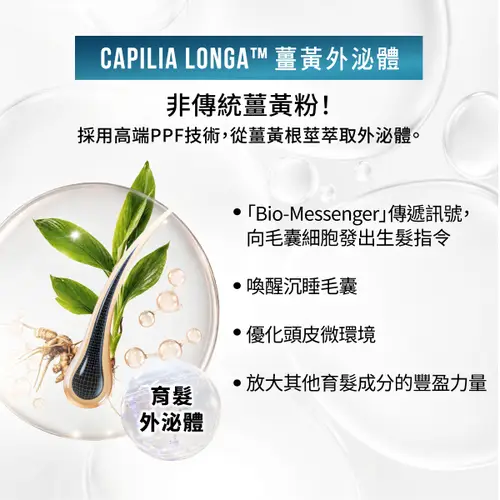 CAPILIA LONGA™ 薑黃外泌體
非傳統薑黃粉！
採用高端PPF技術，從薑黃根莖萃取外泌體。
• 「Bio-Messenger」傳遞訊號，
向毛囊細胞發出生髮指令
• 喚醒沉睡毛囊
• 優化頭皮微環境
• 放大其他育髮成分的豐盈力量
育髮
外泌體